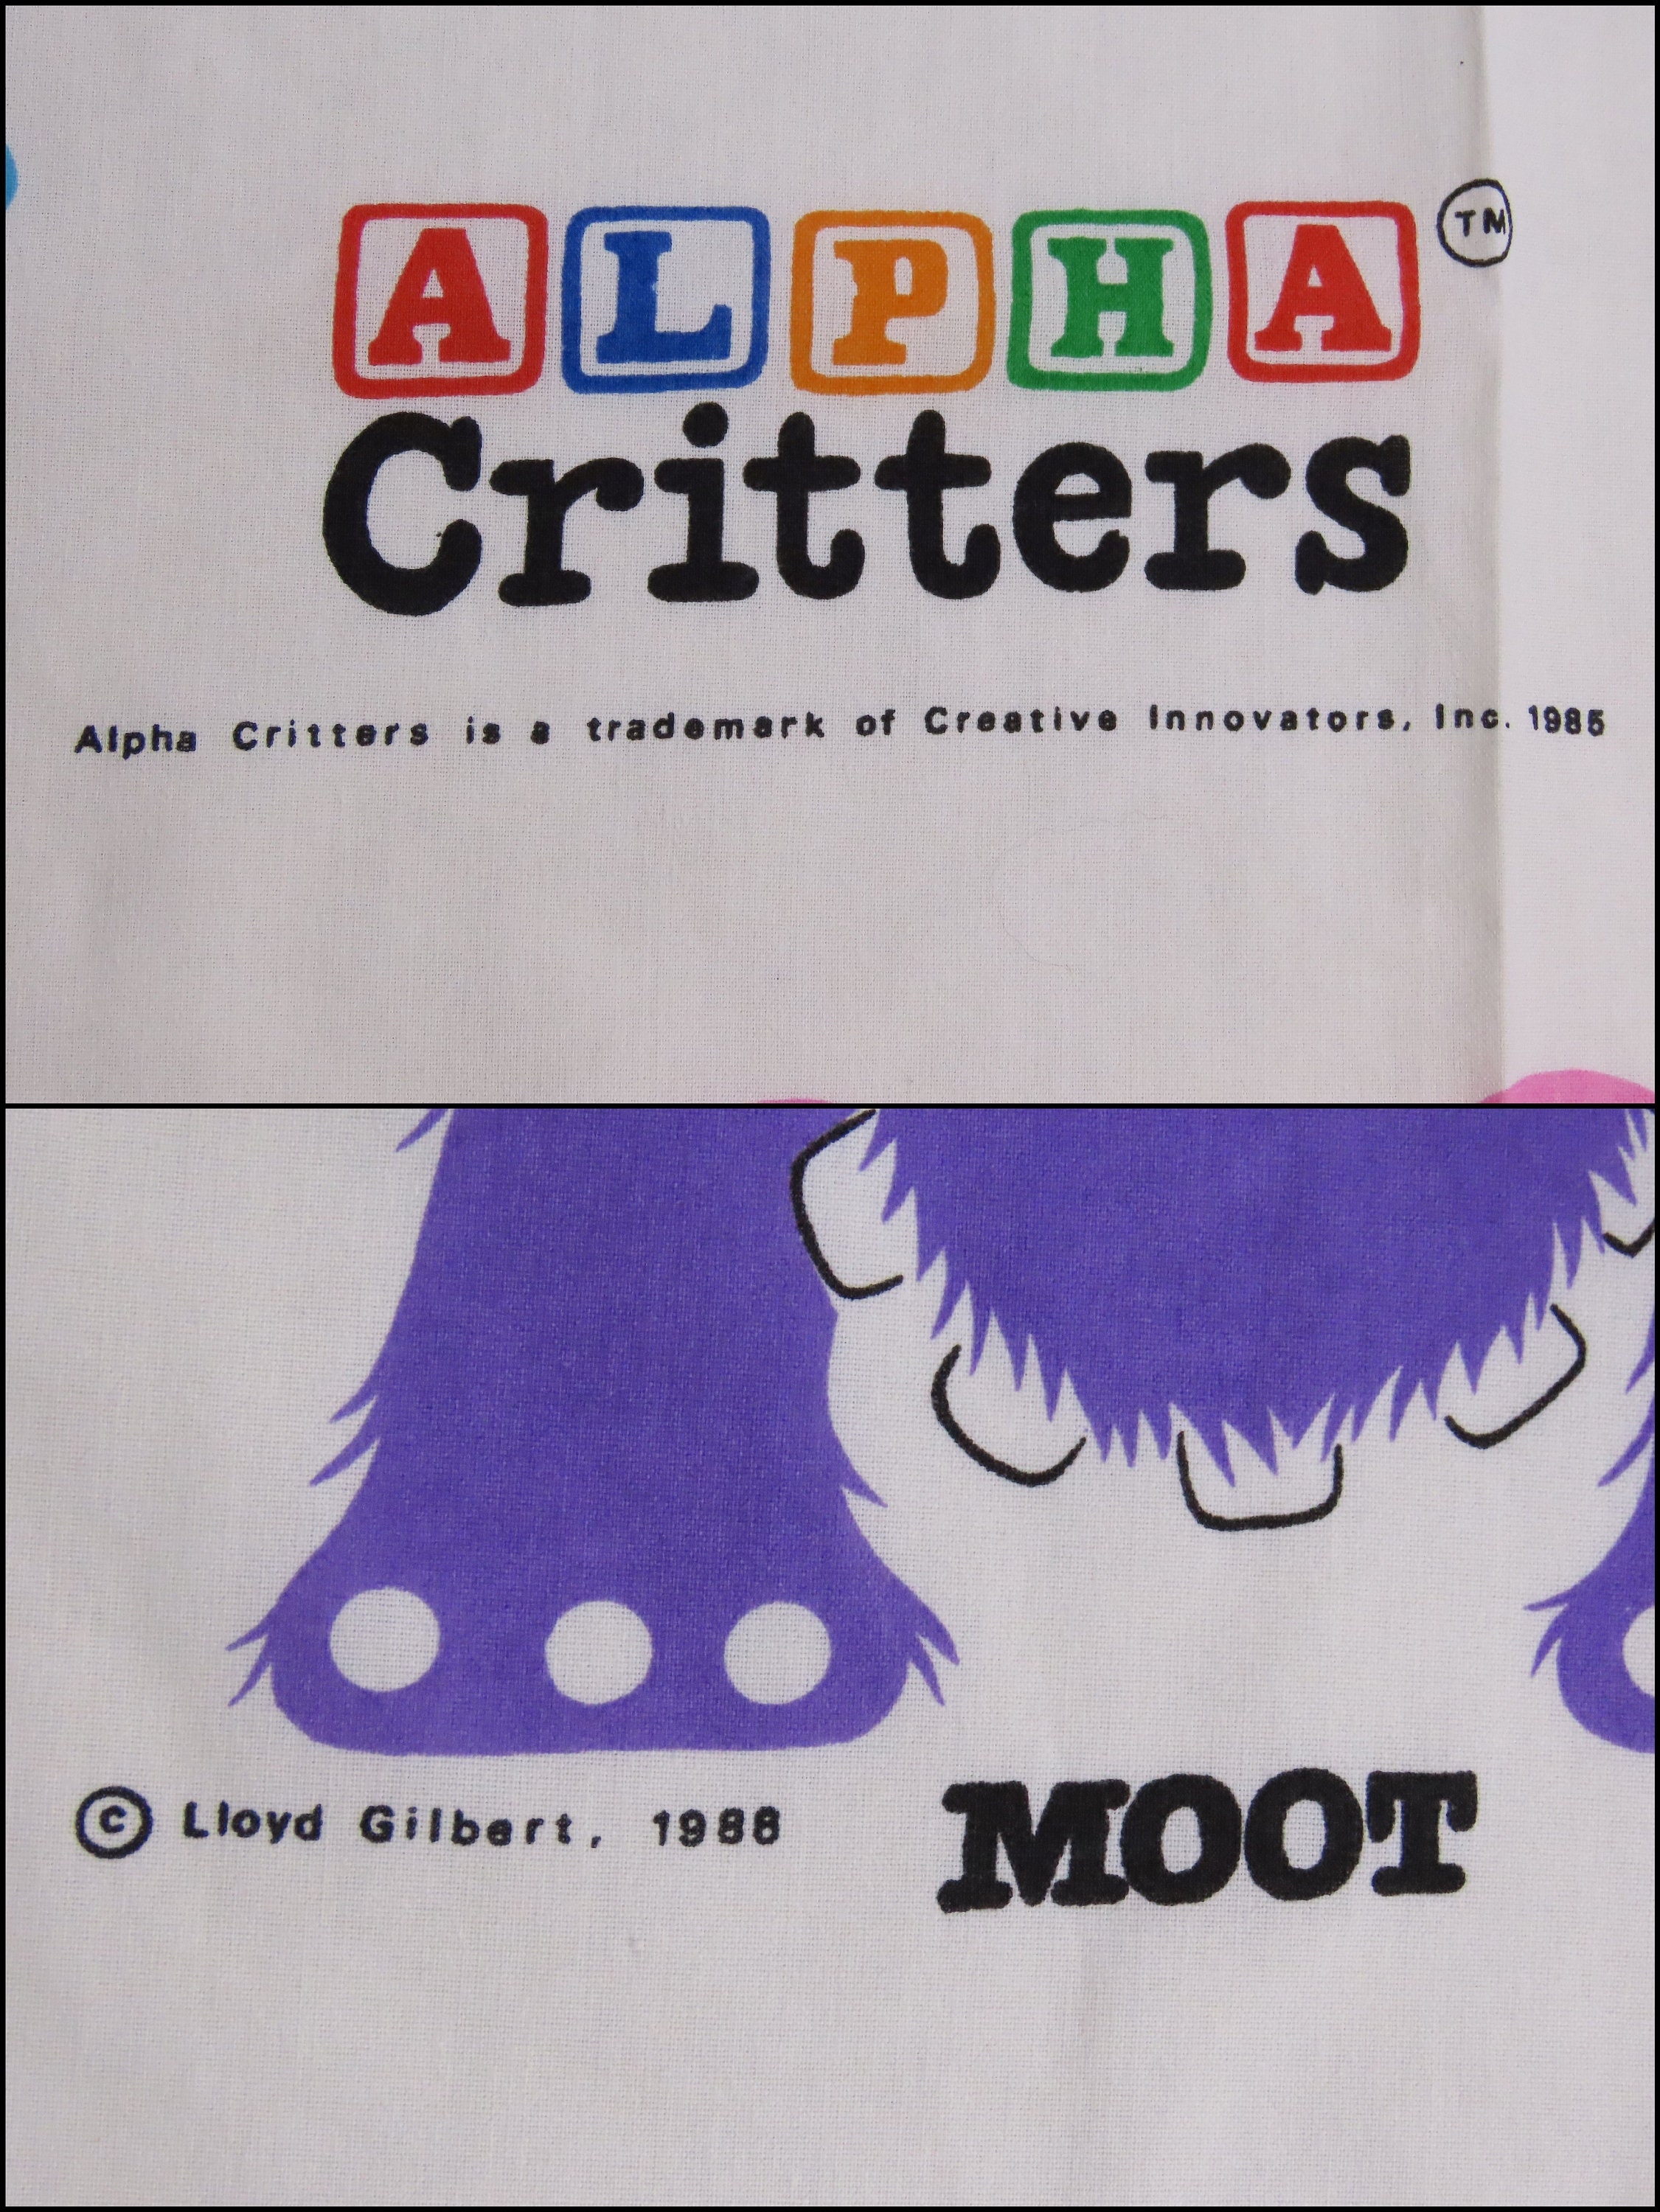 ALPHA TM
Critters
Alpha Critters is a trademark of Creative Innovators, Inc. 1985
© Lloyd Gilbert, 1986
MOOT